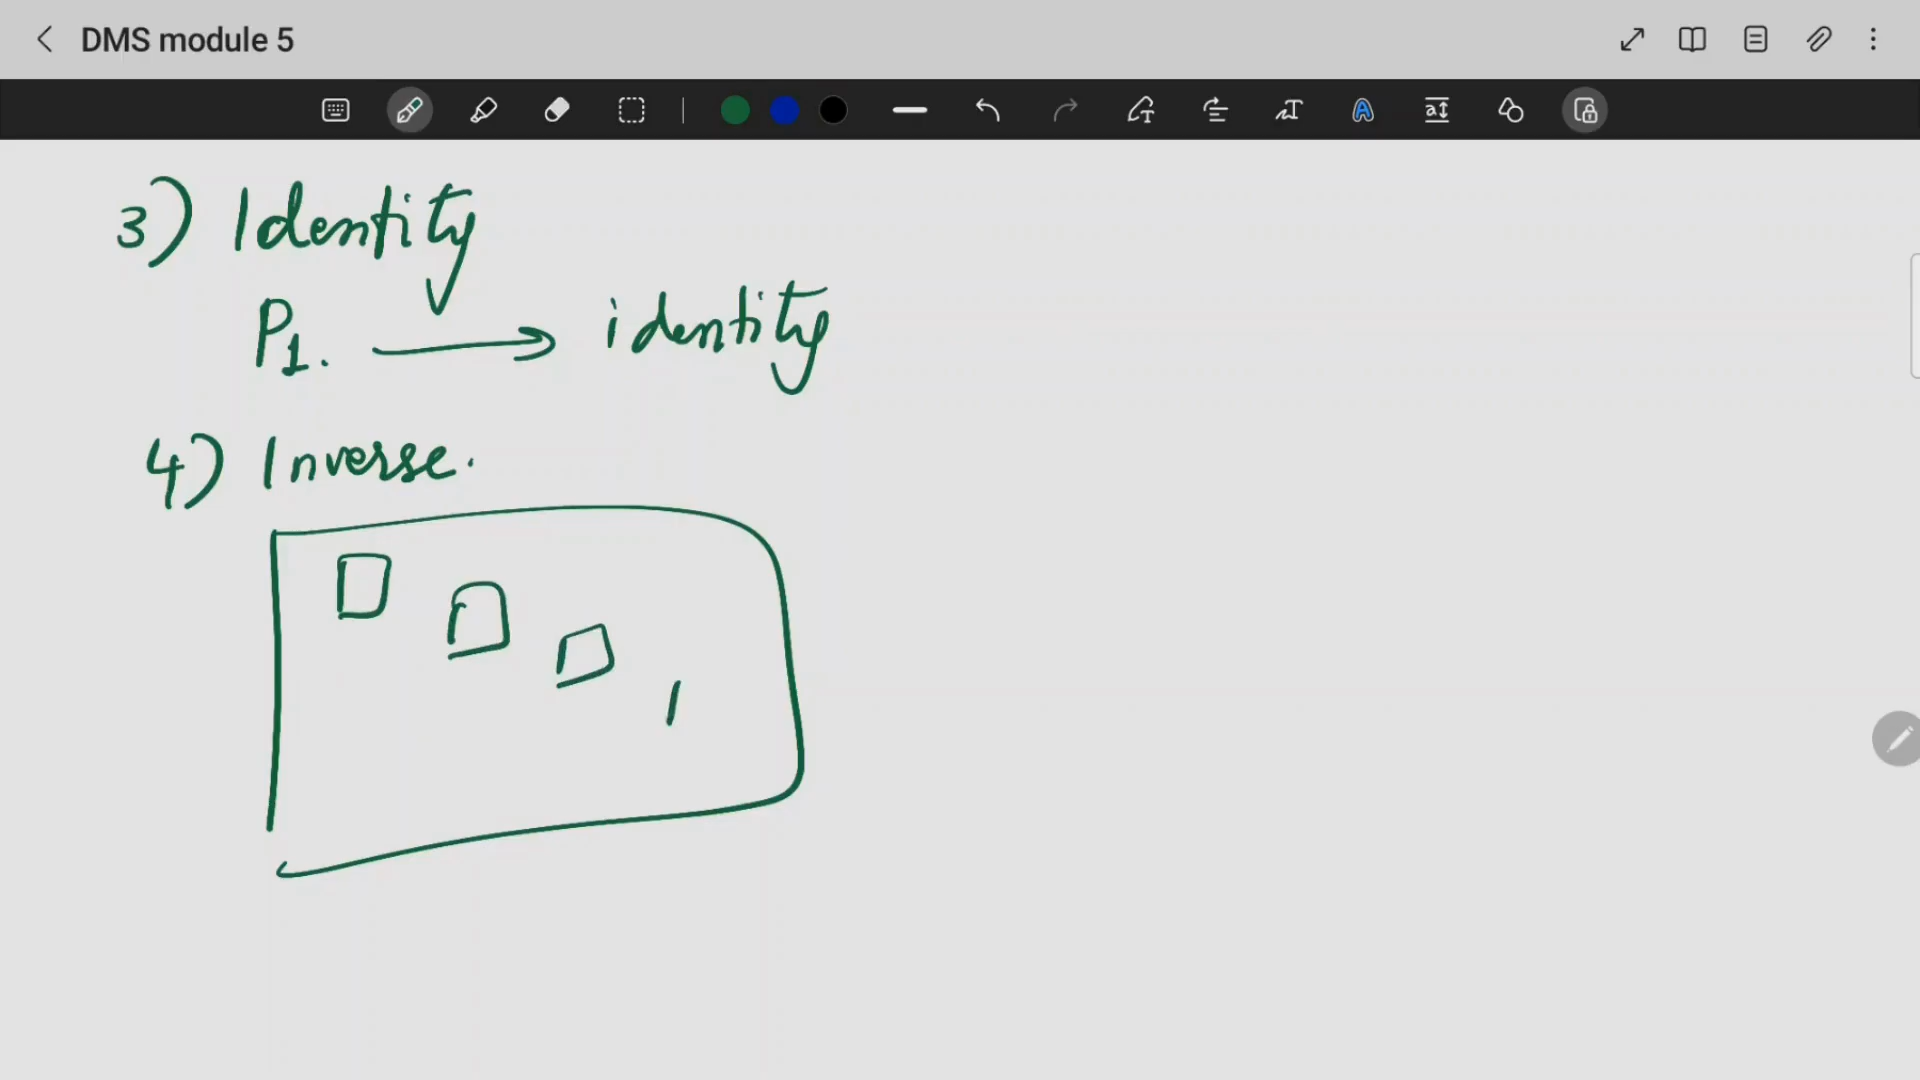 DMS module 5
3) Identity
P1. → identity
4) Inverse.